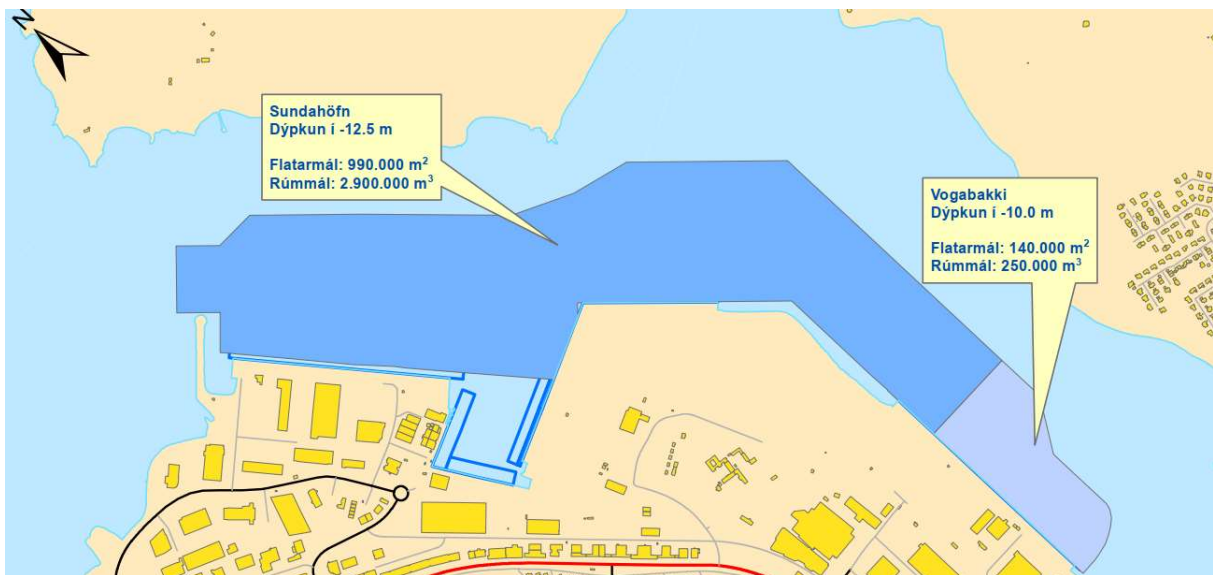 N
Sundahöfn
Dýpkun í -12.5 m
Flatarmál: 990.000 m²
Rúmmál: 2.900.000 m³
Vogabakki
Dýpkun í -10.0 m
Flatarmál: 140.000 m²
Rúmmál: 250.000 m³